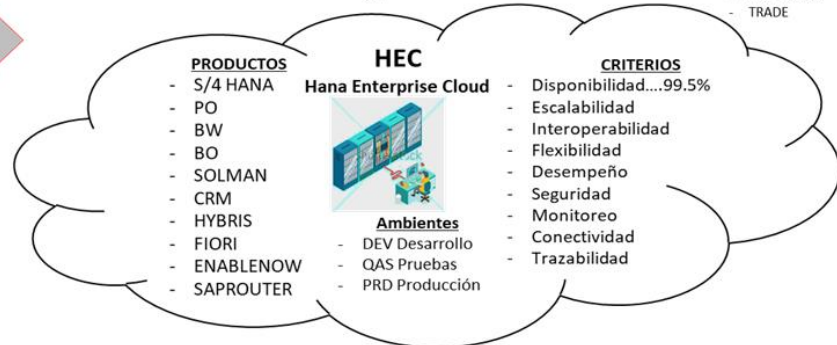 - TRADE
HEC
Hana Enterprise Cloud
PRODUCTOS
- S/4 HANA
- PO
- BW
- BO
- SOLMAN
- CRM
- HYBRIS
- FIORI
- ENABLENOW
- SAPROUTER
Ambientes
- DEV Desarrollo
- QAS Pruebas
- PRD Producción
CRITERIOS
- Disponibilidad....99.5%
- Escalabilidad
- Interoperabilidad
- Flexibilidad
- Desempeño
- Seguridad
- Monitoreo
- Conectividad
- Trazabilidad